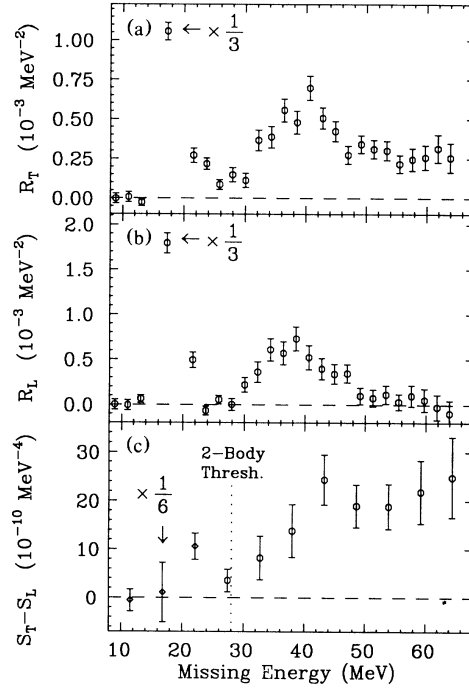 (a)
← × 1/3
1.00
0.75
0.50
0.25
0.00
R_T (10⁻³ MeV⁻²)
(b)
← × 1/3
2.0
1.5
1.0
0.5
0.0
R_L (10⁻³ MeV⁻²)
(c)
2-Body
Thresh.
× 1/6
↓
30
20
10
0
S_T−S_L (10⁻¹⁰ MeV⁻⁴)
10 20 30 40 50 60
Missing Energy (MeV)